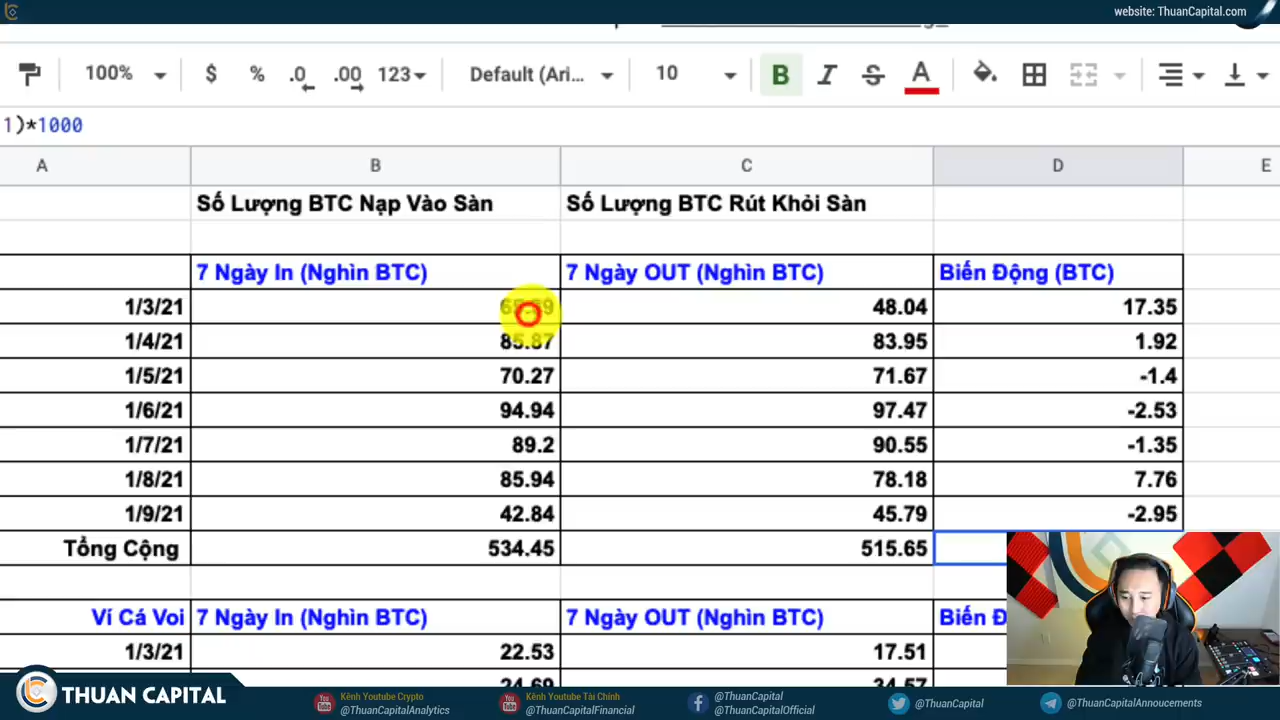 website: ThuanCapital.com
100% $ % .0 .00 123 Default (Ari... 10 B I S A
1)*1000
A B C D E
Số Lượng BTC Nạp Vào Sàn Số Lượng BTC Rút Khỏi Sàn
7 Ngày In (Nghìn BTC) 7 Ngày OUT (Nghìn BTC) Biến Động (BTC)
1/3/21 48.04 17.35
1/4/21 85.87 83.95 1.92
1/5/21 70.27 71.67 -1.4
1/6/21 94.94 97.47 -2.53
1/7/21 89.2 90.55 -1.35
1/8/21 85.94 78.18 7.76
1/9/21 42.84 45.79 -2.95
Tổng Cộng 534.45 515.65
Ví Cá Voi 7 Ngày In (Nghìn BTC) 7 Ngày OUT (Nghìn BTC)
1/3/21 22.53 17.51
24.69 34.57
THUAN CAPITAL
Kênh Youtube Crypto
@ThuanCapitalAnalytics
Kênh Youtube Tài Chính
@ThuanCapitalFinancial
@ThuanCapital
@ThuanCapitalOfficial
@ThuanCapital
@ThuanCapitalAnnoucements